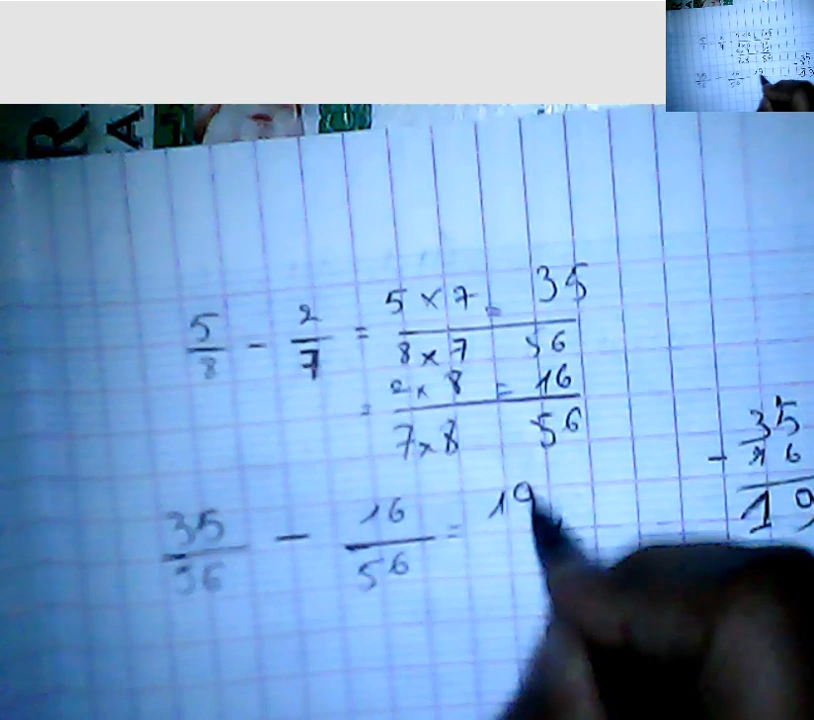 R
A
5/8 - 2/7 = 5 x 7 / 8 x 7 = 35 / 56
= 2 x 8 / 7 x 8 = 16 / 56
35/56 - 16/56 = 19
35
- 16
19